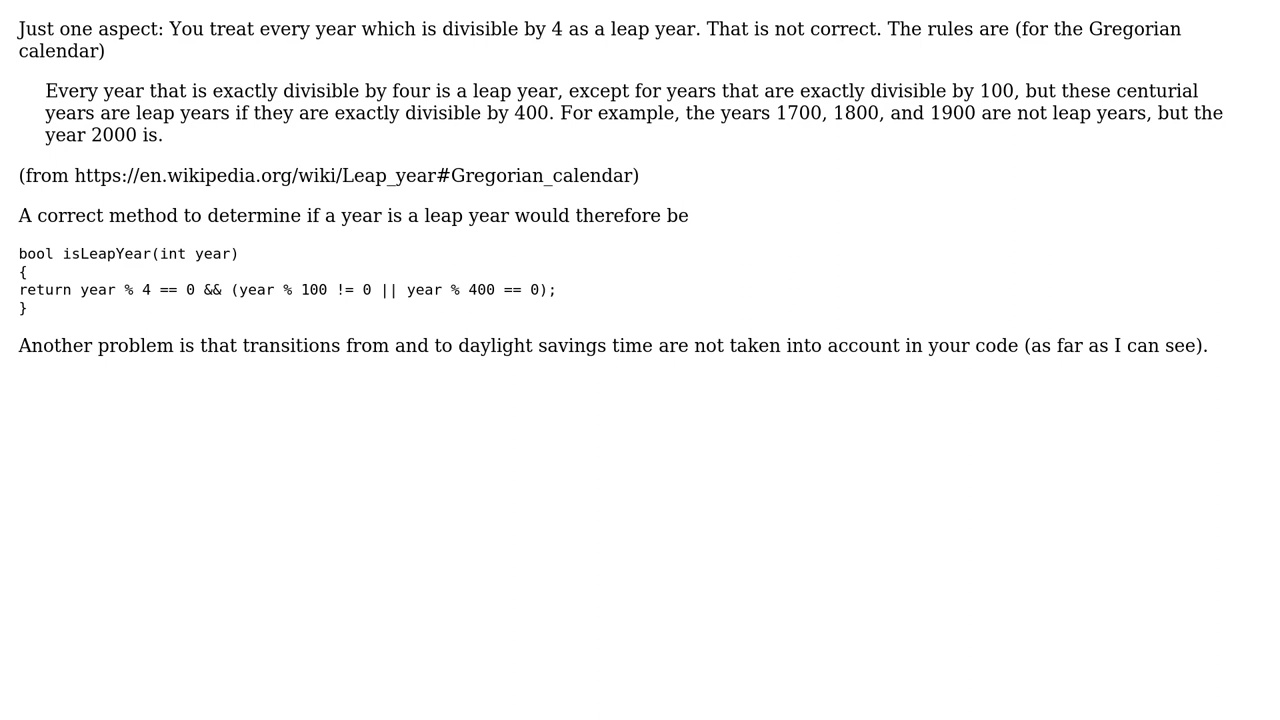 Just one aspect: You treat every year which is divisible by 4 as a leap year. That is not correct. The rules are (for the Gregorian
calendar)
Every year that is exactly divisible by four is a leap year, except for years that are exactly divisible by 100, but these centurial
years are leap years if they are exactly divisible by 400. For example, the years 1700, 1800, and 1900 are not leap years, but the
year 2000 is.
(from https://en.wikipedia.org/wiki/Leap_year#Gregorian_calendar)
A correct method to determine if a year is a leap year would therefore be
bool isLeapYear(int year)
{
return year % 4 == 0 && (year % 100 != 0 || year % 400 == 0);
}
Another problem is that transitions from and to daylight savings time are not taken into account in your code (as far as I can see).